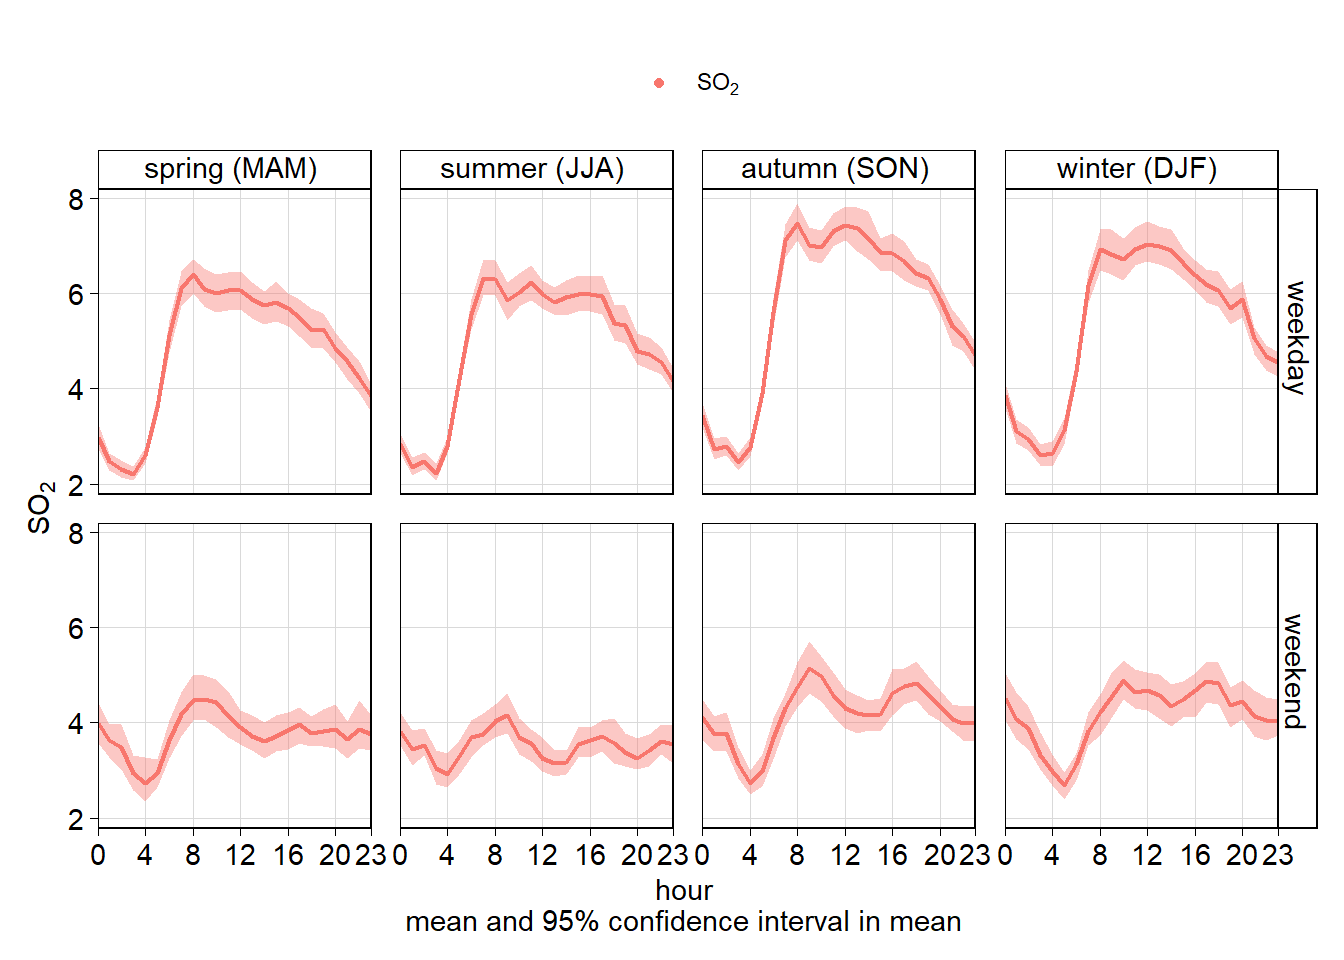 SO₂
spring (MAM)
summer (JJA)
autumn (SON)
winter (DJF)
8
6
4
2
weekday
SO₂
8
6
4
2
weekend
0 4 8 12 16 20 23 0 4 8 12 16 20 23 0 4 8 12 16 20 23 0 4 8 12 16 20 23
hour
mean and 95% confidence interval in mean